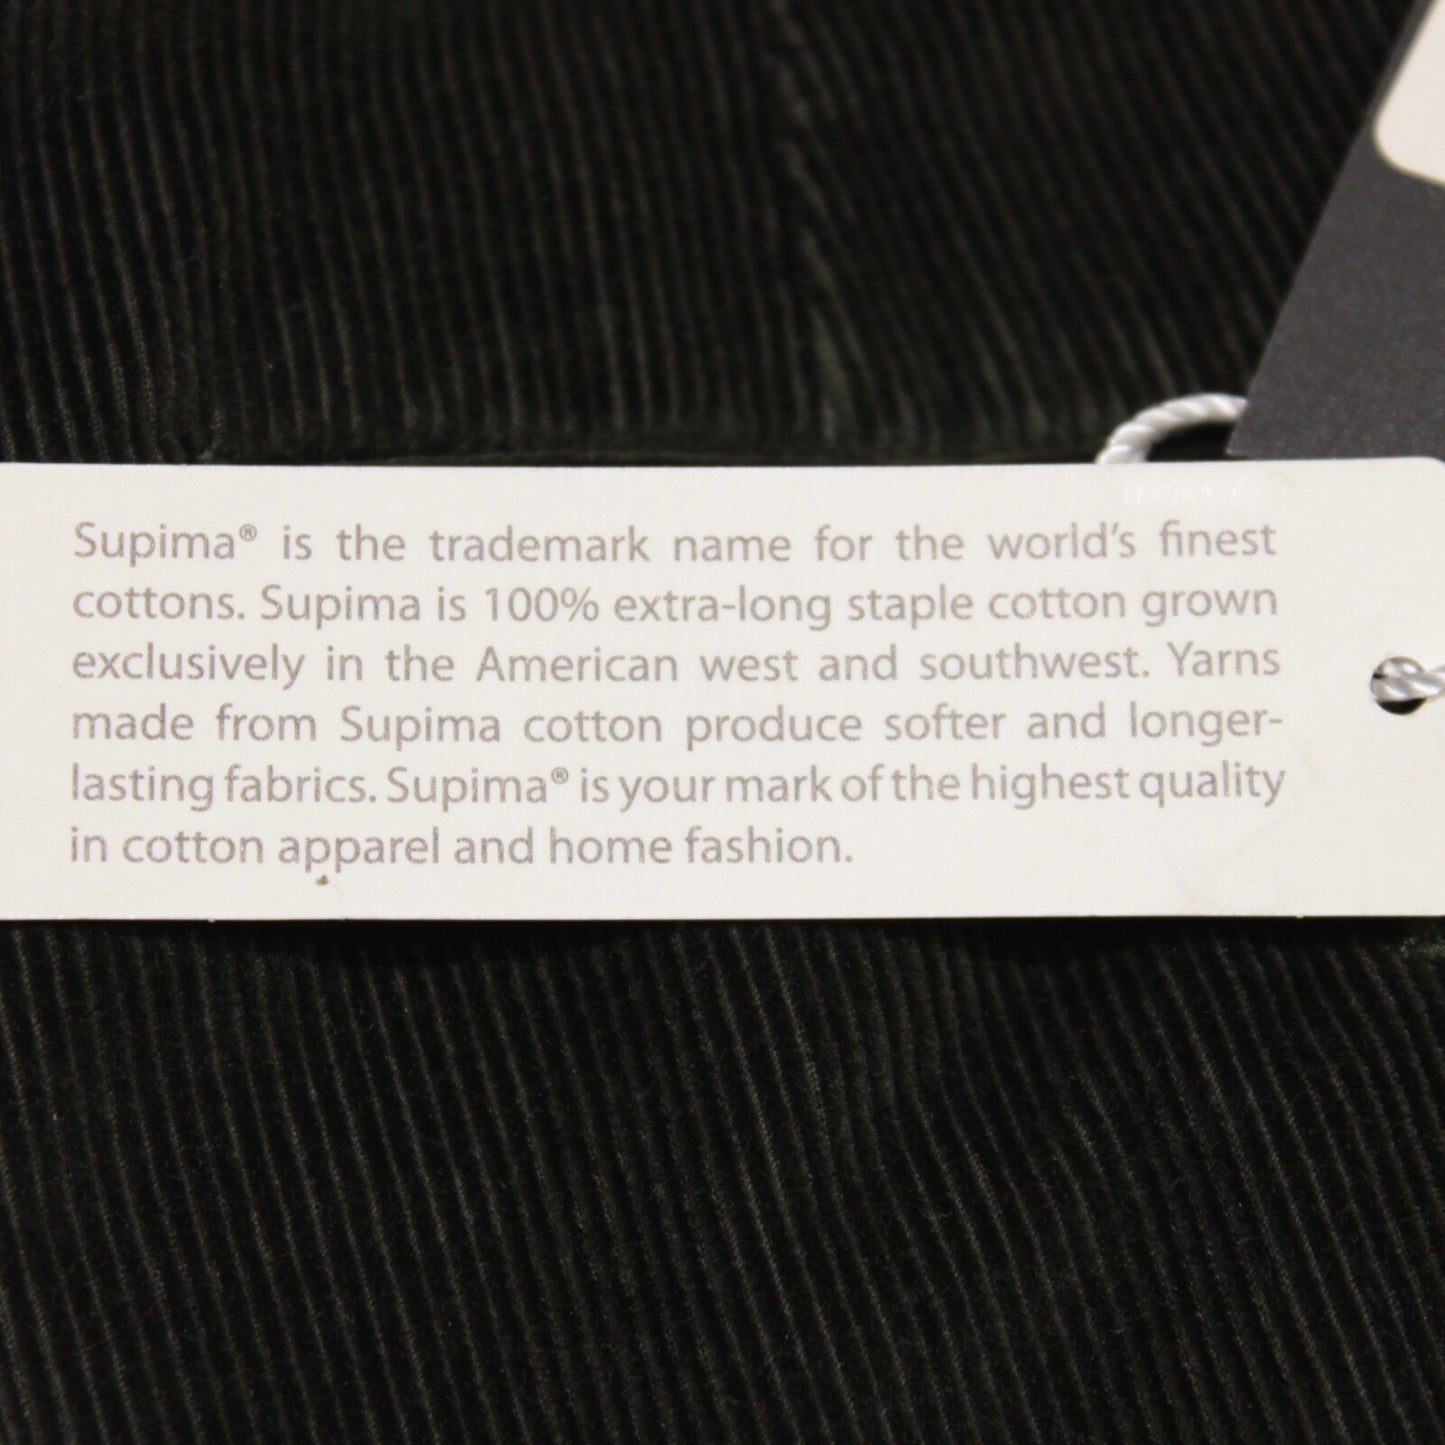 Supima® is the trademark name for the world's finest
cottons. Supima is 100% extra-long staple cotton grown
exclusively in the American west and southwest. Yarns
made from Supima cotton produce softer and longer-
lasting fabrics. Supima® is your mark of the highest quality
in cotton apparel and home fashion.